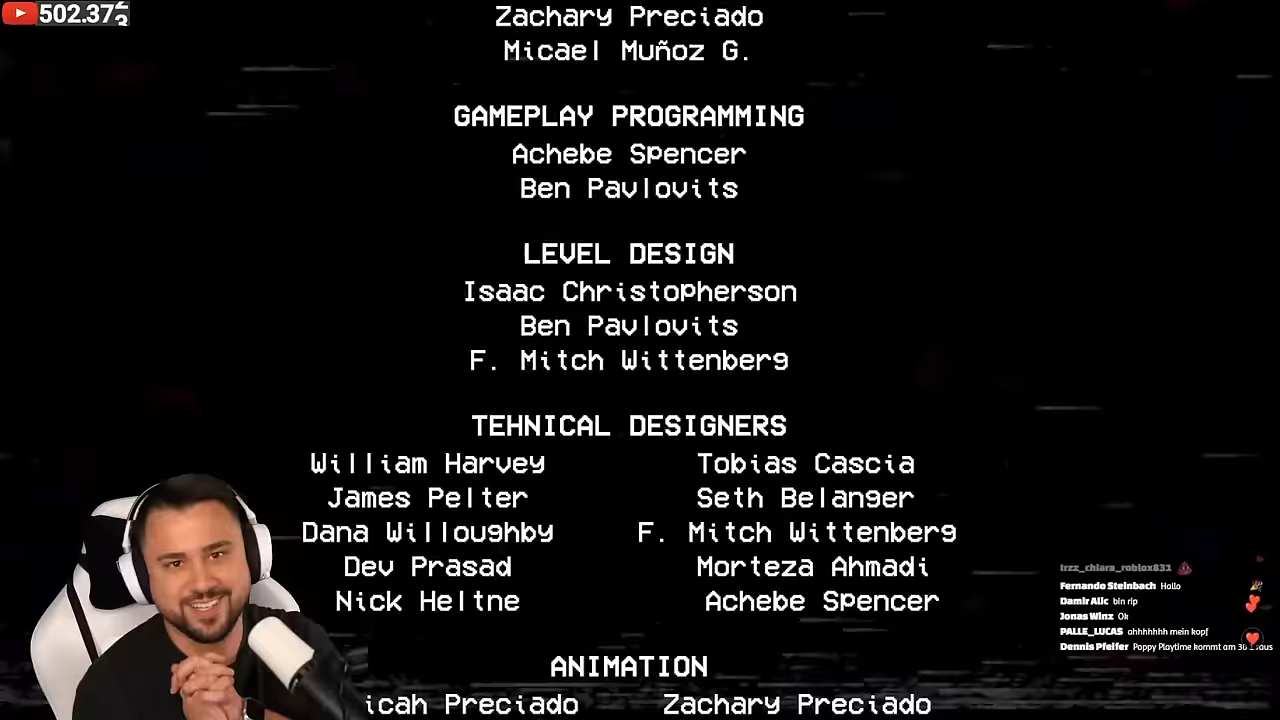 502.37
Zachary Preciado
Micael Muñoz G.
GAMEPLAY PROGRAMMING
Achebe Spencer
Ben Pavlovits
LEVEL DESIGN
Isaac Christopherson
Ben Pavlovits
F. Mitch Wittenberg
TEHNICAL DESIGNERS
William Harvey Tobias Cascia
James Pelter Seth Belanger
Dana Willoughby F. Mitch Wittenberg
Dev Prasad Morteza Ahmadi
Nick Heltne Achebe Spencer
ANIMATION
icah Preciado Zachary Preciado
irzz_chiara_roblox831
Fernando Steinbach Hallo
Damir Alic bin rip
Jonas Winz Ok
PALLE_LUCAS ahhhhhhh mein kopf
Dennis Pfeifer Poppy Playtime kommt am